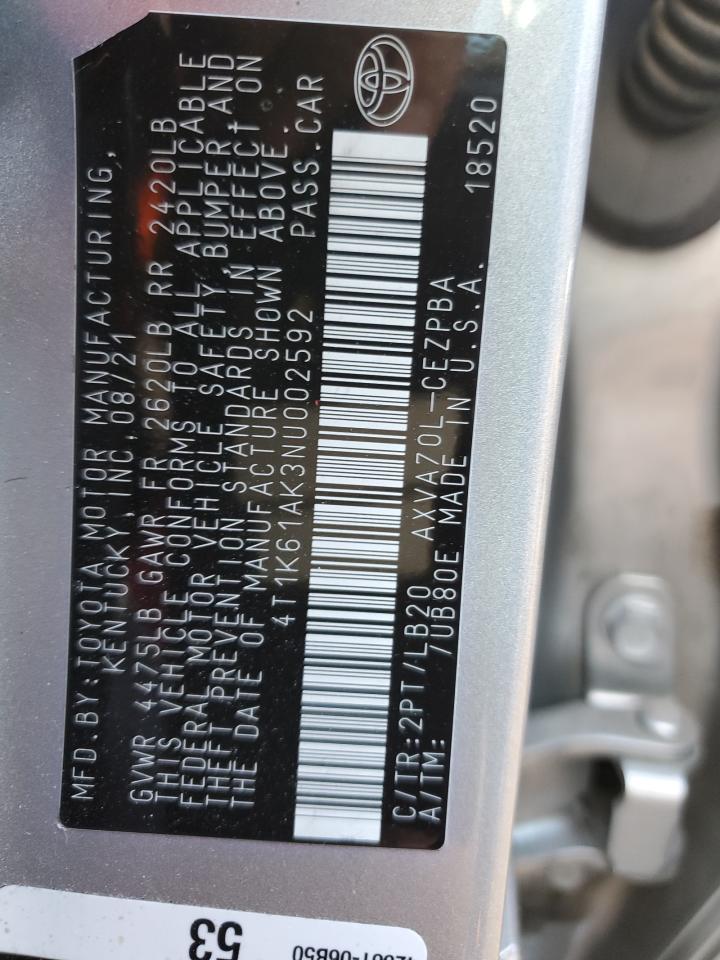 MFD.BY:TOYOTA MOTOR MANUFACTURING,
KENTUCKY, INC. 08/21
GVWR 4475LB GAWR FR 2620LB RR 2420LB
THIS VEHICLE CONFORMS TO ALL APPLICABLE
FEDERAL MOTOR VEHICLE SAFETY, BUMPER AND
THEFT PREVENTION STANDARDS IN EFFECT ON
THE DATE OF MANUFACTURE SHOWN ABOVE.
4T1K61AK3NU002592 PASS.CAR
C/TR:2PT/LB20 AXVA70L-CEZPBA
A/TM: /UB80E MADE IN U.S.A. 18520
53